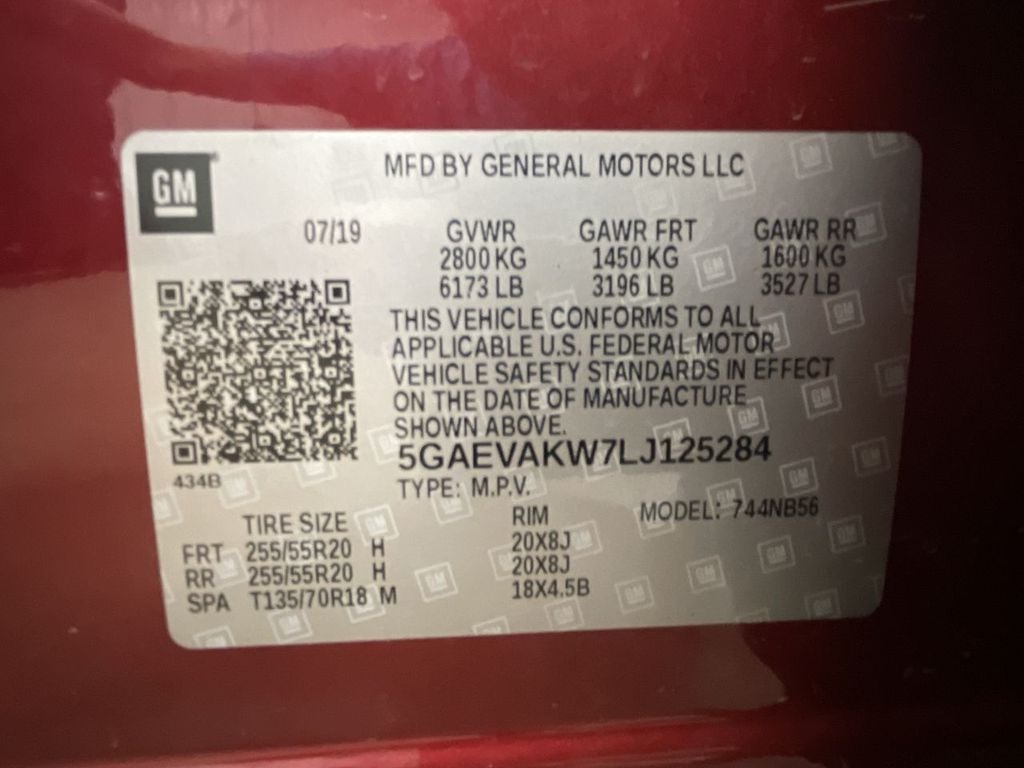 GM
MFD BY GENERAL MOTORS LLC
07/19 GVWR GAWR FRT GAWR RR
2800 KG 1450 KG 1600 KG
6173 LB 3196 LB 3527 LB
THIS VEHICLE CONFORMS TO ALL
APPLICABLE U.S. FEDERAL MOTOR
VEHICLE SAFETY STANDARDS IN EFFECT
ON THE DATE OF MANUFACTURE
SHOWN ABOVE.
5GAEVAKW7LJ125284
434B
TYPE: M.P.V.
TIRE SIZE RIM MODEL: 744NB56
FRT 255/55R20 H 20X8J
RR 255/55R20 H 20X8J
SPA T135/70R18 M 18X4.5B